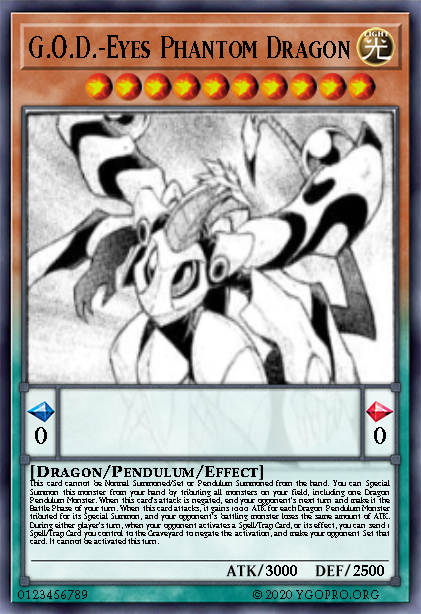 G.O.D.-Eyes Phantom Dragon
LIGHT
光
0 0
[Dragon/Pendulum/Effect]
This card cannot be Normal Summoned/Set or Pendulum Summoned from the hand. You can Special
Summon this monster from your hand by tributing all monsters on your field, including one Dragon
Pendulum Monster. When this card's attack is negated, end your opponent's next turn and make it the
Battle Phase of your turn. When this card attacks, it gains 1000 ATK for each Dragon Pendulum Monster
tributed for its Special Summon, and your opponent's battling monster loses the same amount of ATK.
During either player's turn, when your opponent activates a Spell/Trap Card, or its effect, you can send 1
Spell/Trap Card you control to the Graveyard to negate the activation, and make your opponent Set that
card. It cannot be activated this turn.
ATK/3000 DEF/2500
0123456789 © 2020 YGOPRO.ORG